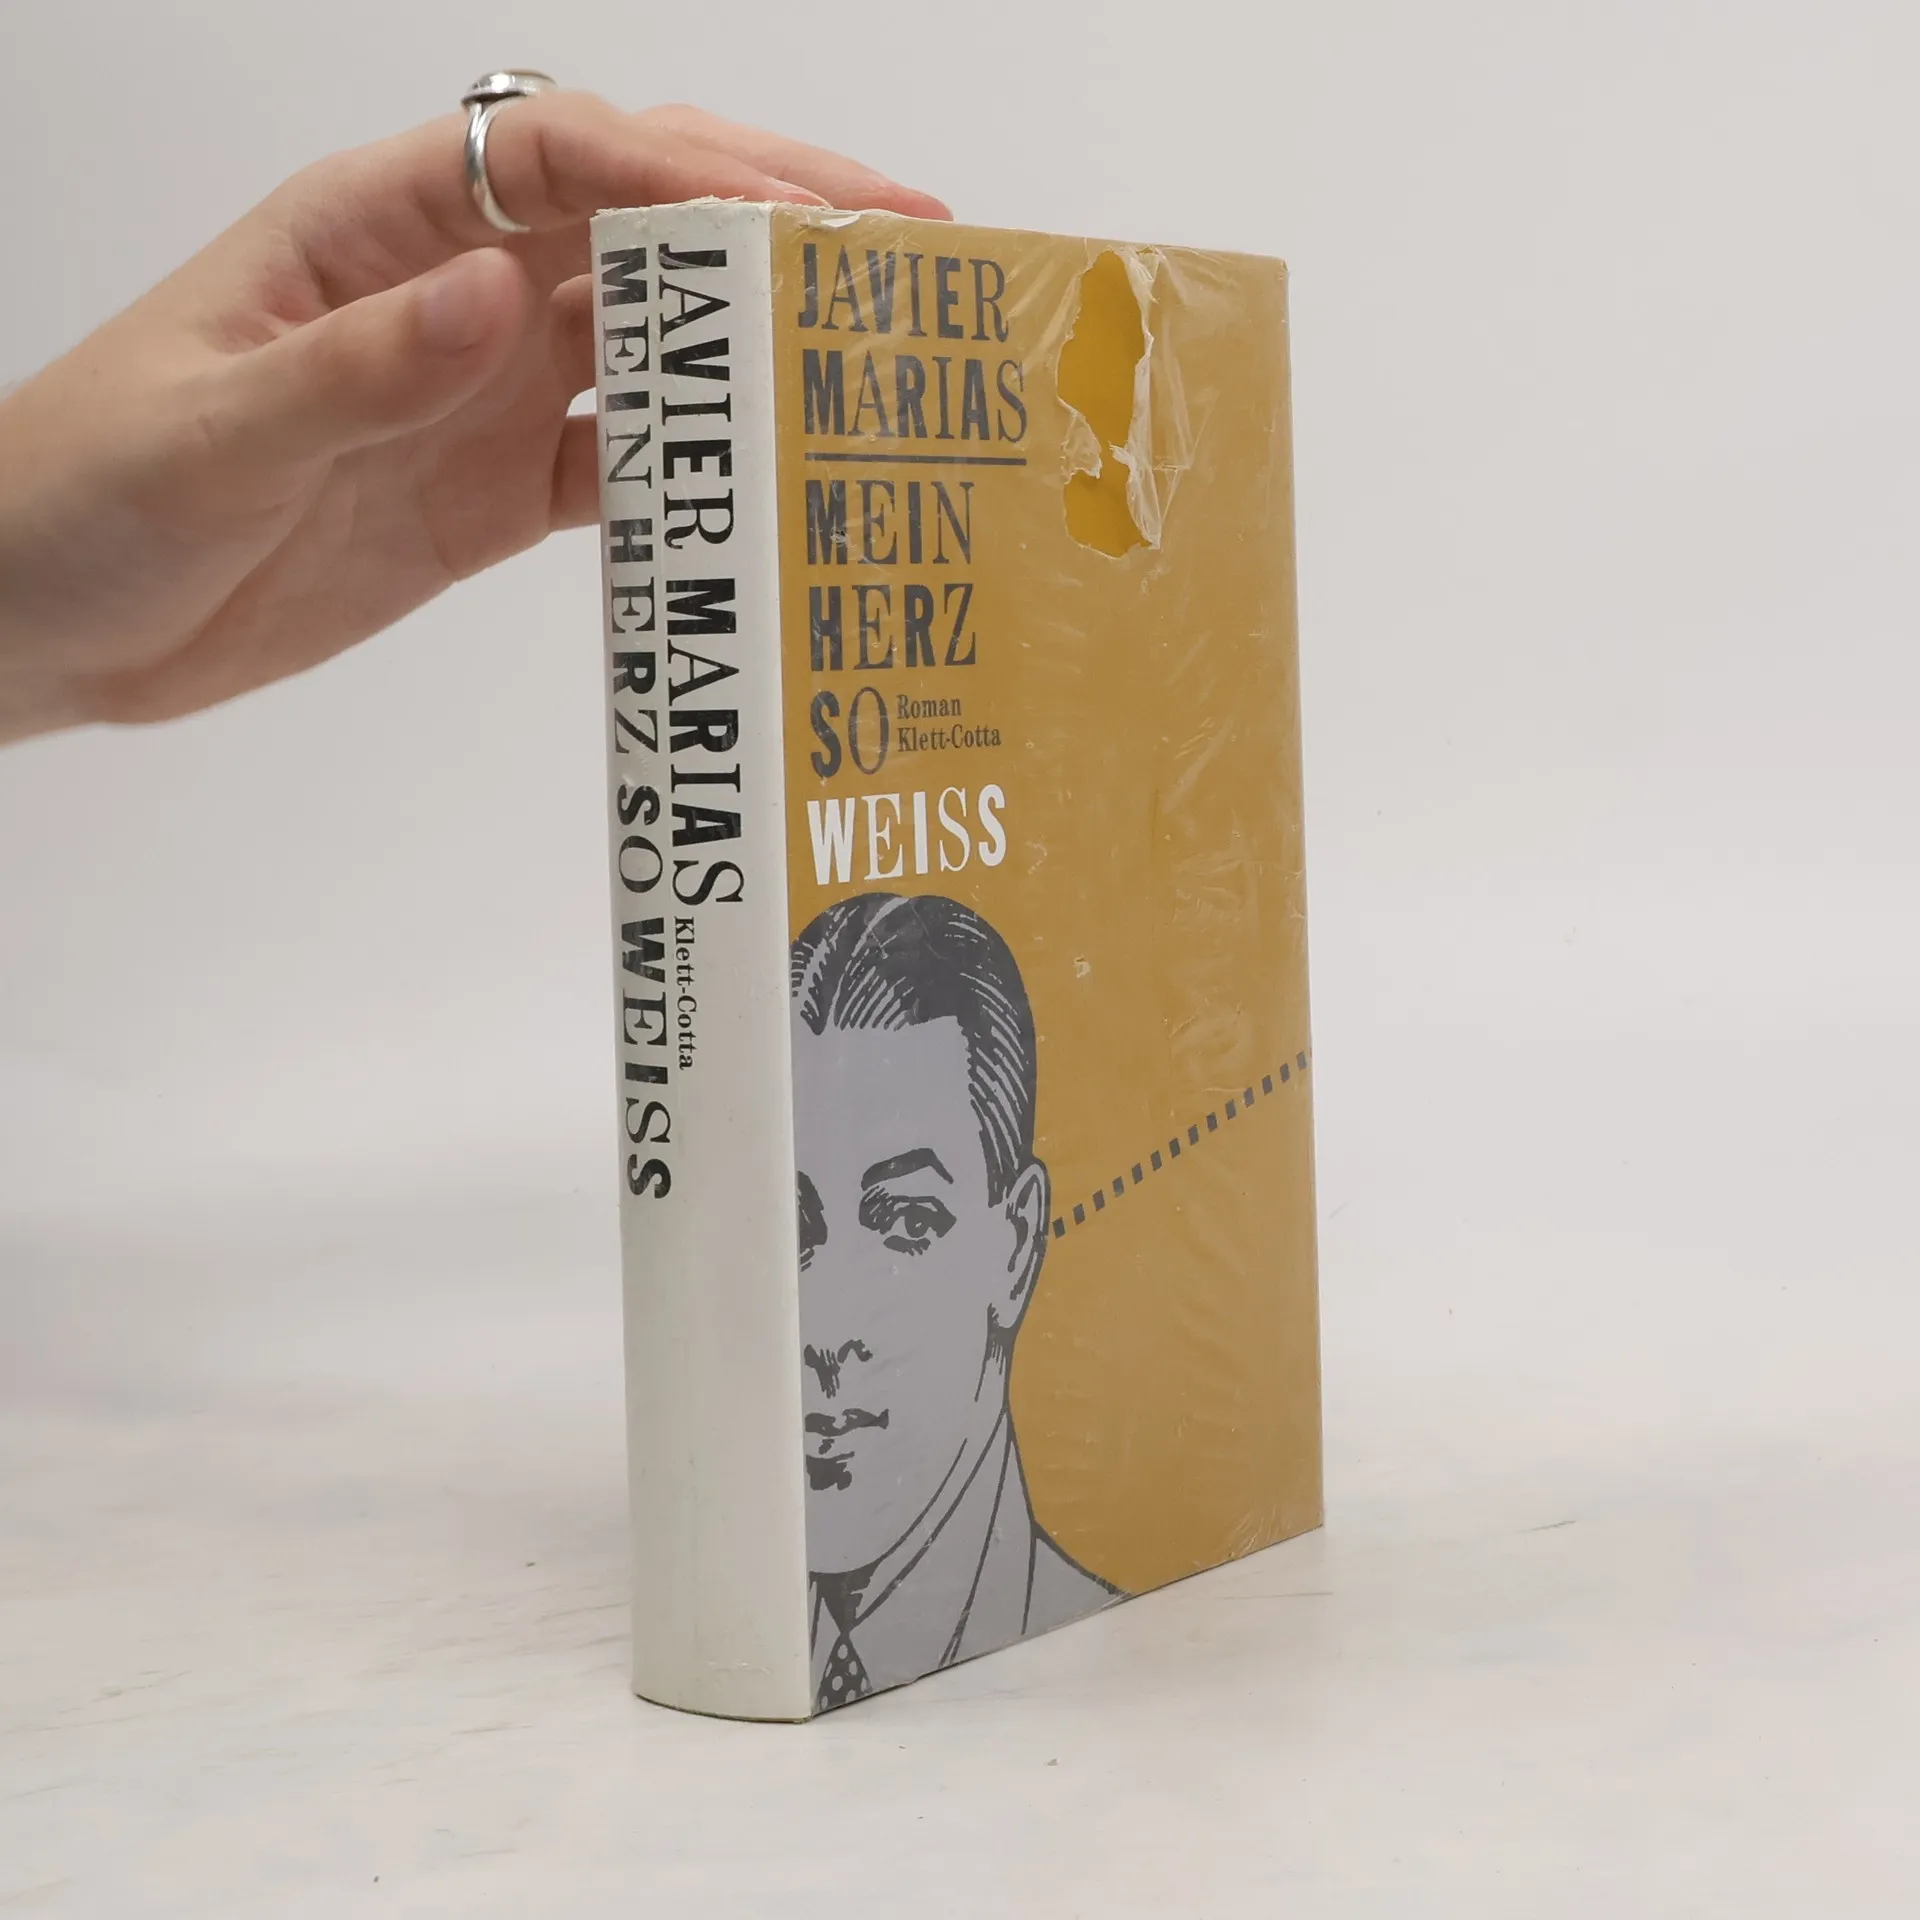 JAVIER MARIAS Klett-Cotta
MEIN HERZ SO WEISS
JAVIER
MARIAS
MEIN
HERZ
SO Roman
Klett-Cotta
WEISS